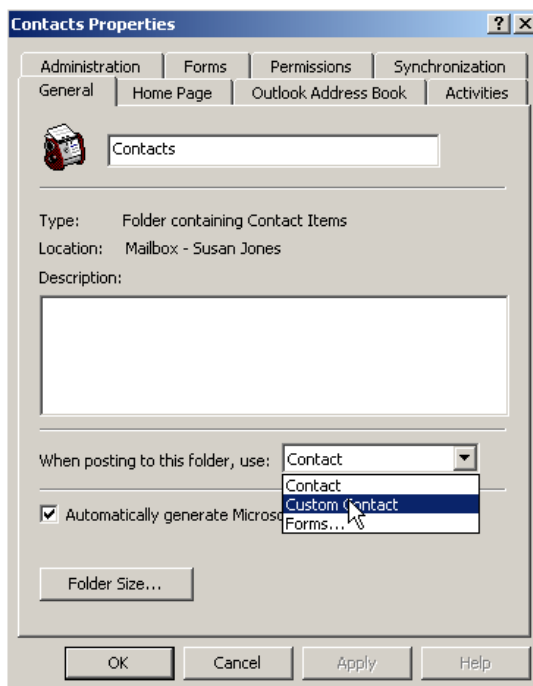 Contacts Properties
Administration Forms Permissions Synchronization
General Home Page Outlook Address Book Activities
Contacts
Type: Folder containing Contact Items
Location: Mailbox - Susan Jones
Description:
When posting to this folder, use: Contact
Contact
Custom Contact
Automatically generate
Forms...
Folder Size...
OK Cancel Apply Help